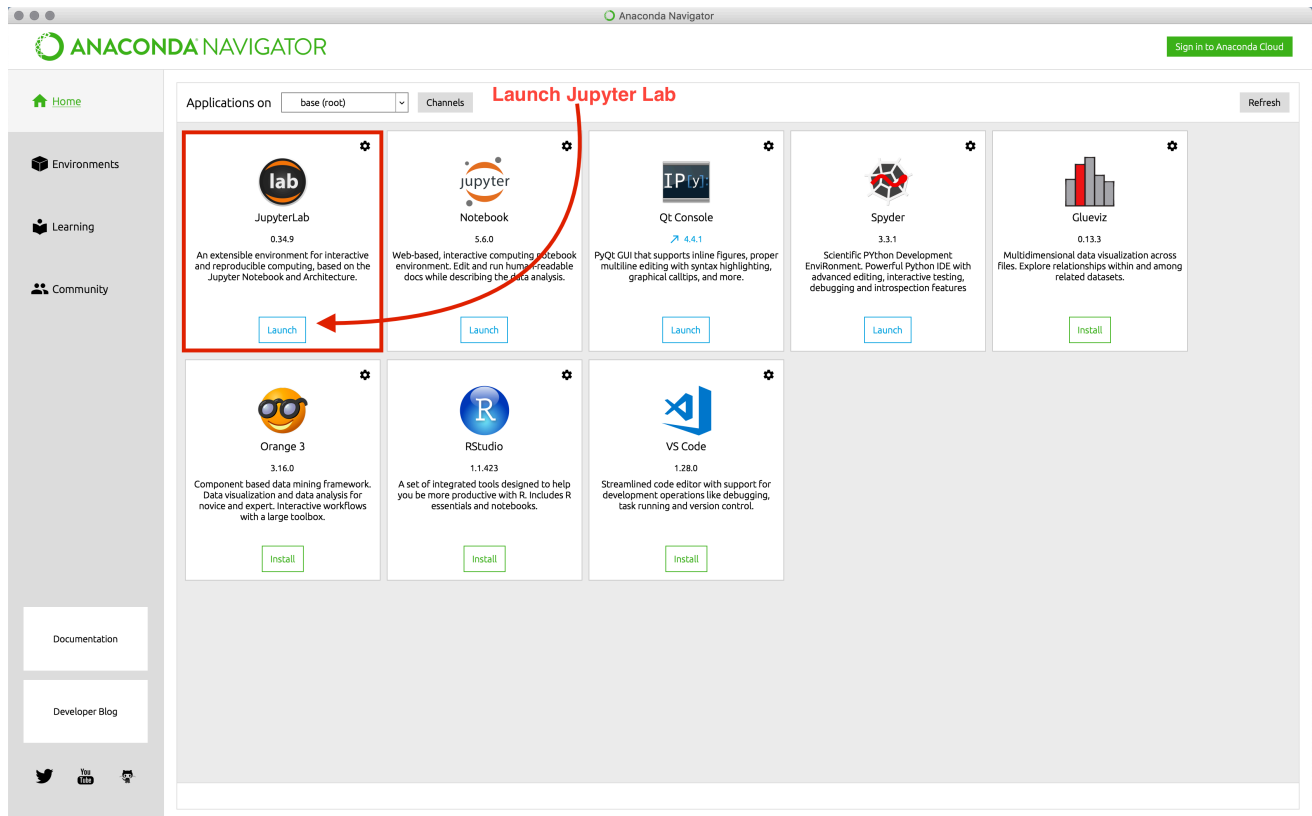 Anaconda Navigator
ANACONDA NAVIGATOR
Sign in to Anaconda Cloud
Home
Environments
Learning
Community
Documentation
Developer Blog
You
Tube
Applications on
base (root)
Channels
Launch Jupyter Lab
Refresh
lab
JupyterLab
0.34.9
An extensible environment for interactive
and reproducible computing, based on the
Jupyter Notebook and Architecture.
Launch
jupyter
Notebook
5.6.0
Web-based, interactive computing notebook
environment. Edit and run human-readable
docs while describing the data analysis.
Launch
IP[y]:
Qt Console
4.4.1
PyQt GUI that supports inline figures, proper
multiline editing with syntax highlighting,
graphical calltips, and more.
Launch
Spyder
3.3.1
Scientific PYthon Development
EnviRonment. Powerful Python IDE with
advanced editing, interactive testing,
debugging and introspection features
Launch
Glueviz
0.13.3
Multidimensional data visualization across
files. Explore relationships within and among
related datasets.
Install
Orange 3
3.16.0
Component based data mining framework.
Data visualization and data analysis for
novice and expert. Interactive workflows
with a large toolbox.
Install
R
RStudio
1.1.423
A set of integrated tools designed to help
you be more productive with R. Includes R
essentials and notebooks.
Install
VS Code
1.28.0
Streamlined code editor with support for
development operations like debugging,
task running and version control.
Install